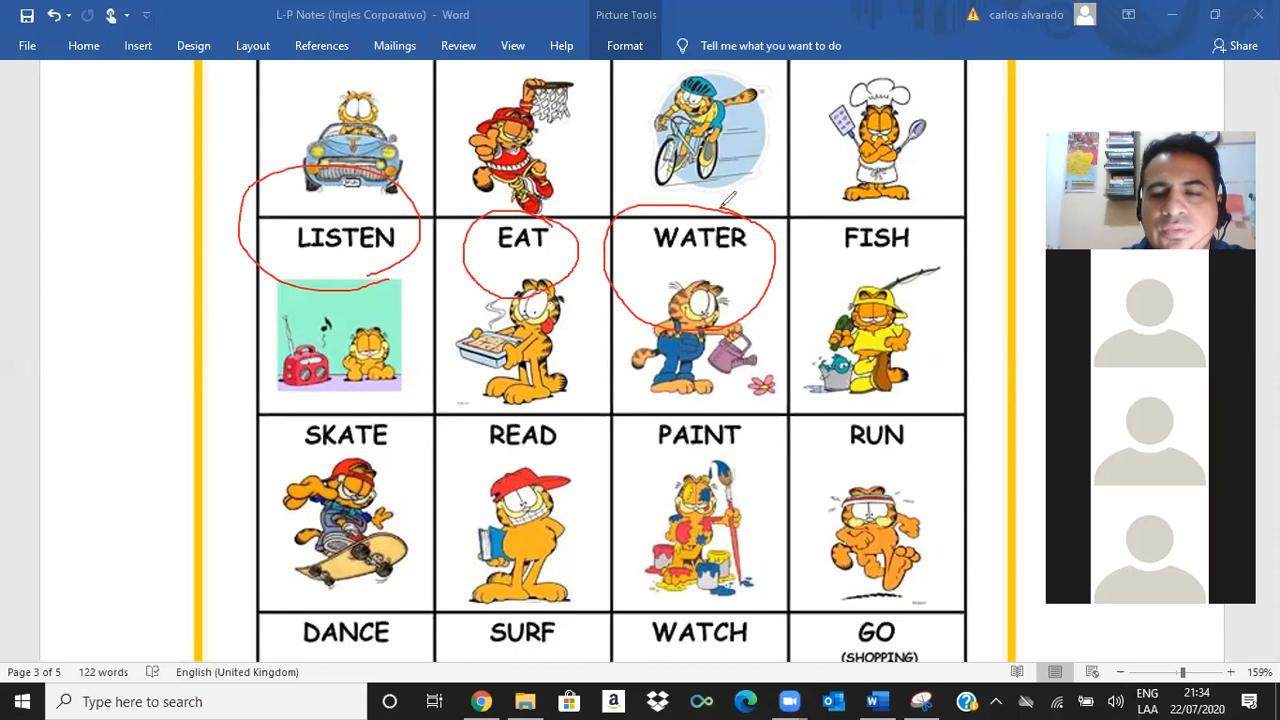 L-P Notes (Ingles Corporativo) - Word
Picture Tools
carlos alvarado
File Home Insert Design Layout References Mailings Review View Help Format Tell me what you want to do Share
LISTEN EAT WATER FISH
SKATE READ PAINT RUN
DANCE SURF WATCH GO
(SHOPPING)
Page 3 of 5 122 words English (United Kingdom) 159%
Type here to search
ENG 21:34
LAA 22/07/2020